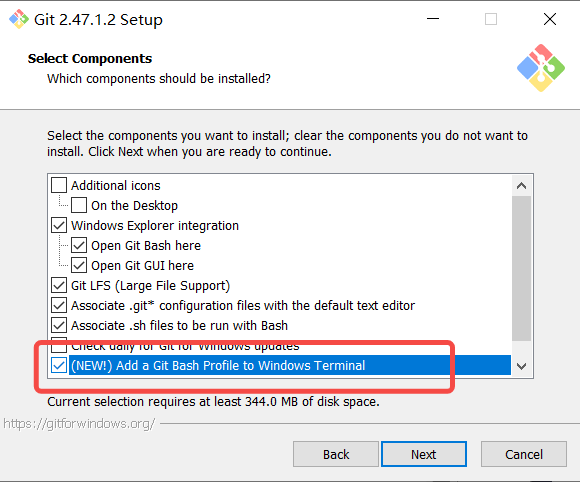 Git 2.47.1.2 Setup
Select Components
Which components should be installed?
Select the components you want to install; clear the components you do not want to
install. Click Next when you are ready to continue.
Additional icons
On the Desktop
Windows Explorer integration
Open Git Bash here
Open Git GUI here
Git LFS (Large File Support)
Associate .git* configuration files with the default text editor
Associate .sh files to be run with Bash
Check daily for Git for Windows updates
(NEW!) Add a Git Bash Profile to Windows Terminal
Current selection requires at least 344.0 MB of disk space.
https://gitforwindows.org/
Back
Next
Cancel